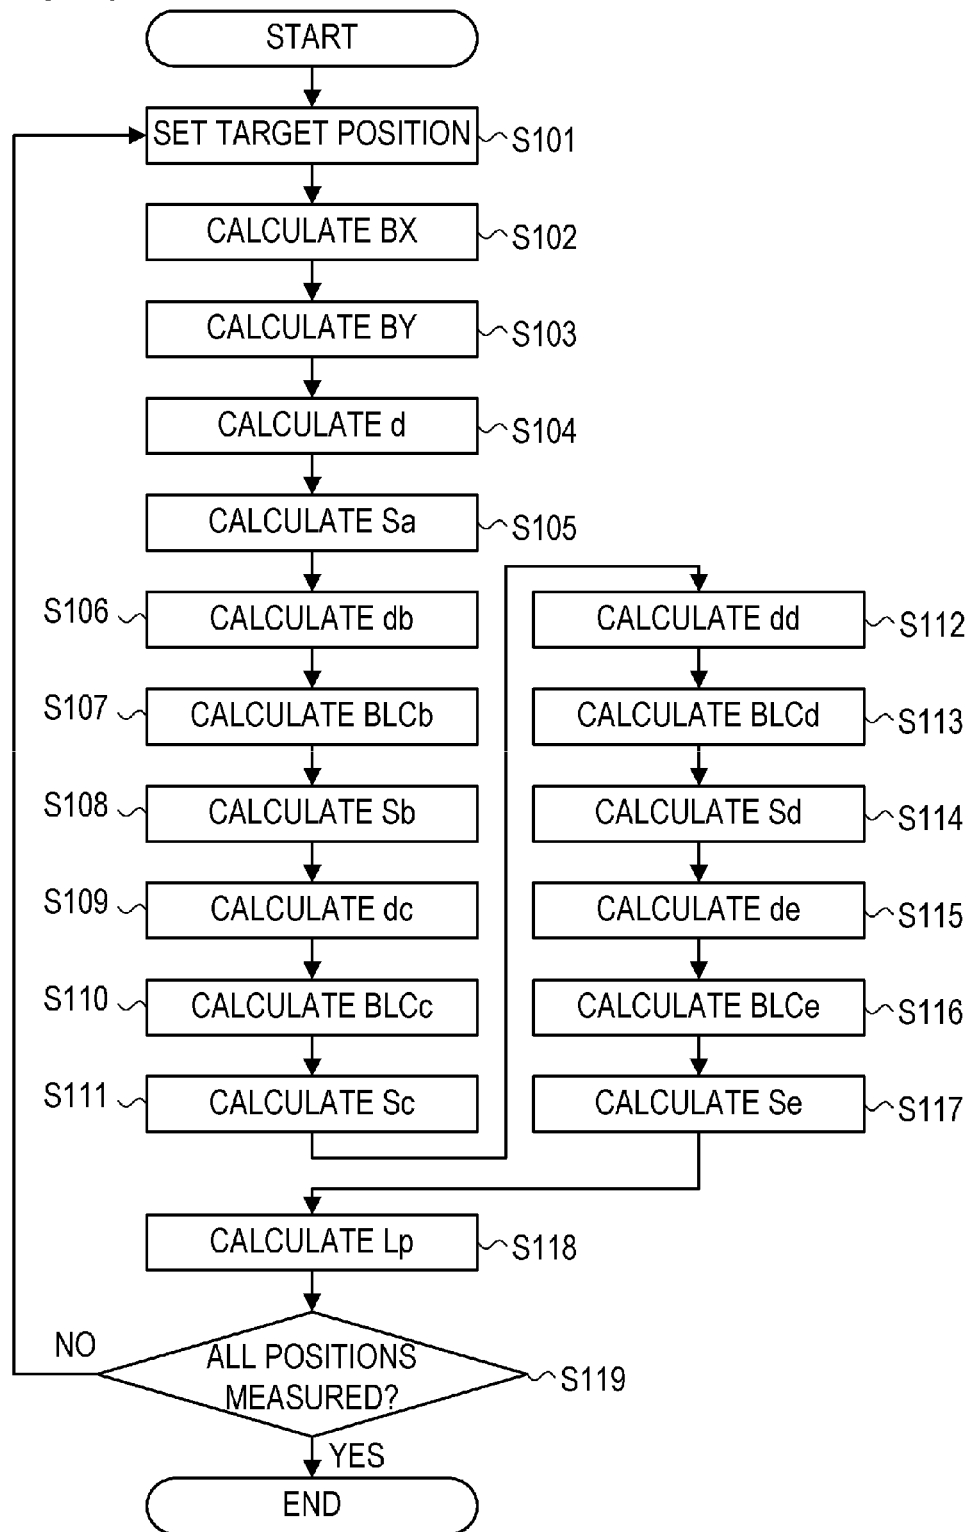 START
SET TARGET POSITION
S101
CALCULATE BX
S102
CALCULATE BY
S103
CALCULATE d
S104
CALCULATE Sa
S105
S106
CALCULATE db
S107
CALCULATE BLCb
S108
CALCULATE Sb
S109
CALCULATE dc
S110
CALCULATE BLCc
S111
CALCULATE Sc
CALCULATE dd
S112
CALCULATE BLCd
S113
CALCULATE Sd
S114
CALCULATE de
S115
CALCULATE BLCe
S116
CALCULATE Se
S117
CALCULATE Lp
S118
NO
ALL POSITIONS
MEASURED?
S119
YES
END